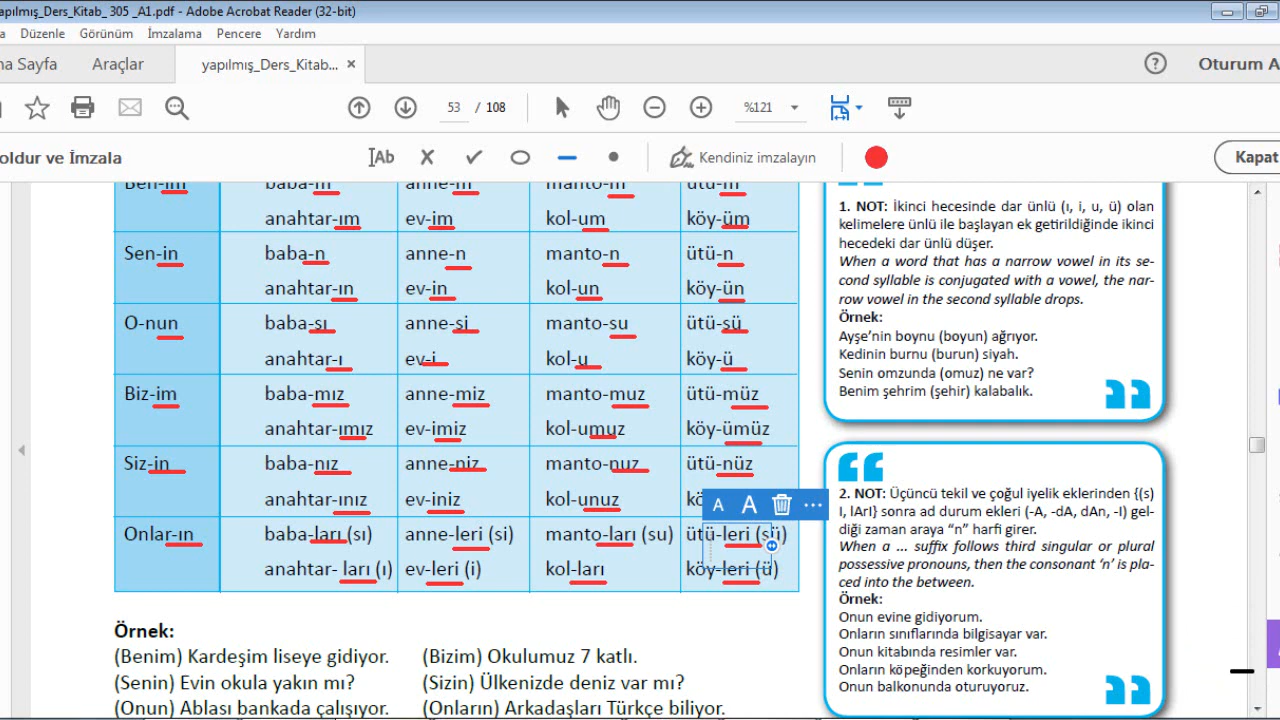 apılmış_Ders_Kitab_ 305 _A1.pdf - Adobe Acrobat Reader (32-bit)
a Düzenle Görünüm İmzalama Pencere Yardım
na Sayfa Araçlar yapılmış_Ders_Kitab... × ? Oturum A
53 / 108 %121
oldur ve İmzala Ab Kendiniz imzalayın Kapat
Ben-im baba-m anne-m manto-m ütü-m
anahtar-ım ev-im kol-um köy-üm
Sen-in baba-n anne-n manto-n ütü-n
anahtar-ın ev-in kol-un köy-ün
O-nun baba-sı anne-si manto-su ütü-sü
anahtar-ı ev-i kol-u köy-ü
Biz-im baba-mız anne-miz manto-muz ütü-müz
anahtar-ımız ev-imiz kol-umuz köy-ümüz
Siz-in baba-nız anne-niz manto-nuz ütü-nüz
anahtar-ınız ev-iniz kol-unuz
A A ...
Onlar-ın baba-ları (sı) anne-leri (si) manto-ları (su) ütü-leri (sü)
anahtar- ları (ı) ev-leri (i) kol-ları köy-leri (ü)
Örnek:
(Benim) Kardeşim liseye gidiyor. (Bizim) Okulumuz 7 katlı.
(Senin) Evin okula yakın mı? (Sizin) Ülkenizde deniz var mı?
(Onun) Ablası bankada çalışıyor. (Onların) Arkadaşları Türkçe biliyor.
1. NOT: İkinci hecesinde dar ünlü (ı, i, u, ü) olan
kelimelere ünlü ile başlayan ek getirildiğinde ikinci
hecedeki dar ünlü düşer.
When a word that has a narrow vowel in its se-
cond syllable is conjugated with a vowel, the nar-
row vowel in the second syllable drops.
Örnek:
Ayşe’nin boynu (boyun) ağrıyor.
Kedinin burnu (burun) siyah.
Senin omzunda (omuz) ne var?
Benim şehrim (şehir) kalabalık.
2. NOT: Üçüncü tekil ve çoğul iyelik eklerinden {(s)
I, lArI} sonra ad durum ekleri (-A, -dA, dAn, -I) gel-
diği zaman araya “n” harfi girer.
When a ... suffix follows third singular or plural
possessive pronouns, then the consonant ‘n’ is pla-
ced into the between.
Örnek:
Onun evine gidiyorum.
Onların sınıflarında bilgisayar var.
Onun kitabında resimler var.
Onların köpeğinden korkuyorum.
Onun balkonunda oturuyoruz.